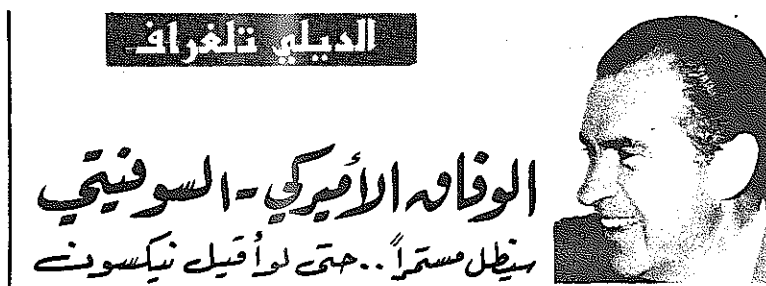 الديلي تلغراف
الوفاق الأميركي - السوفيتي
سيظل مستمراً .. حتى لو أقيل نيكسون